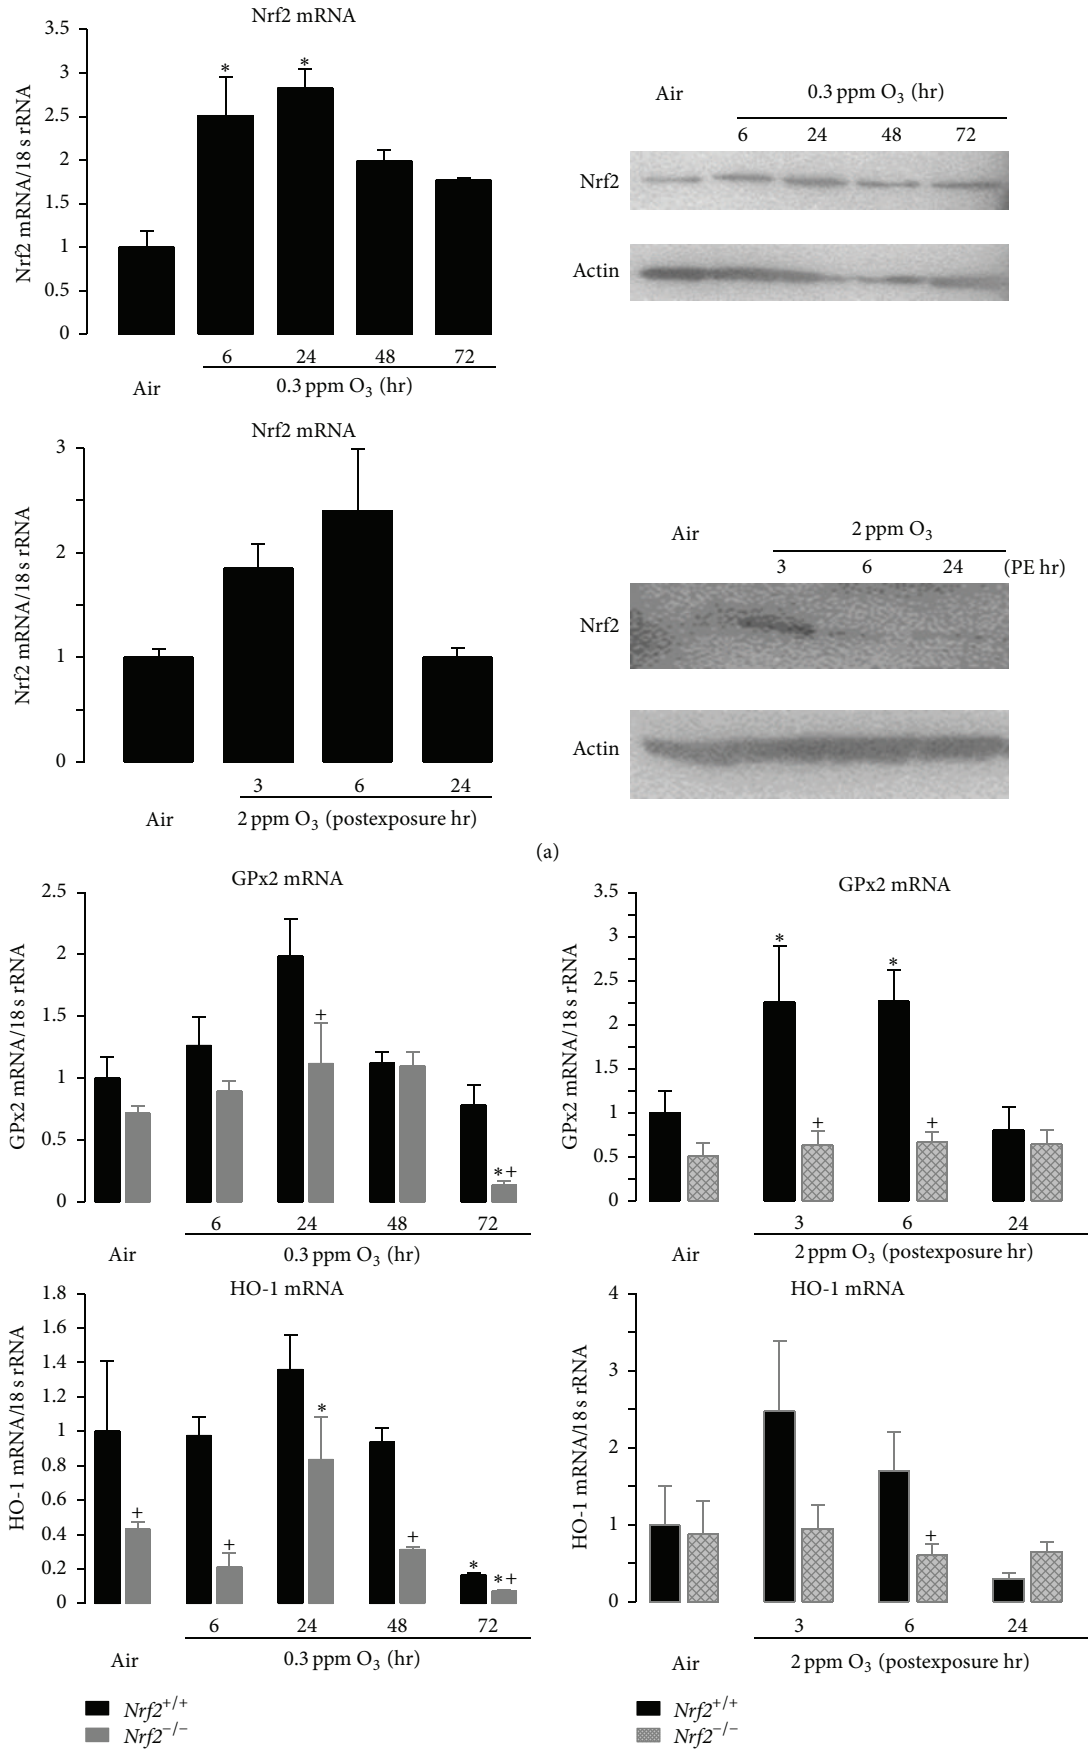 Nrf2 mRNA
Nrf2 mRNA/18 s rRNA
3.5
3
2.5
2
1.5
1
0.5
0
* *
6 24 48 72
Air 0.3 ppm O₃ (hr)
Air 0.3 ppm O₃ (hr)
6 24 48 72
Nrf2
Actin
Nrf2 mRNA
Nrf2 mRNA/18 s rRNA
3
2
1
0
3 6 24
Air 2 ppm O₃ (postexposure hr)
Air 2 ppm O₃
3 6 24 (PE hr)
Nrf2
Actin
(a)
GPx2 mRNA
GPx2 mRNA/18 s rRNA
2.5
2
1.5
1
0.5
0
+
*+
6 24 48 72
Air 0.3 ppm O₃ (hr)
GPx2 mRNA
GPx2 mRNA/18 s rRNA
3.5
3
2.5
2
1.5
1
0.5
0
* *
+ +
3 6 24
Air 2 ppm O₃ (postexposure hr)
HO-1 mRNA
HO-1 mRNA/18 s rRNA
1.8
1.6
1.4
1.2
1
0.8
0.6
0.4
0.2
0
+ + * + * *+
6 24 48 72
Air 0.3 ppm O₃ (hr)
Nrf2+/+
Nrf2−/−
HO-1 mRNA
HO-1 mRNA/18 s rRNA
4
3
2
1
0
+
3 6 24
Air 2 ppm O₃ (postexposure hr)
Nrf2+/+
Nrf2−/−